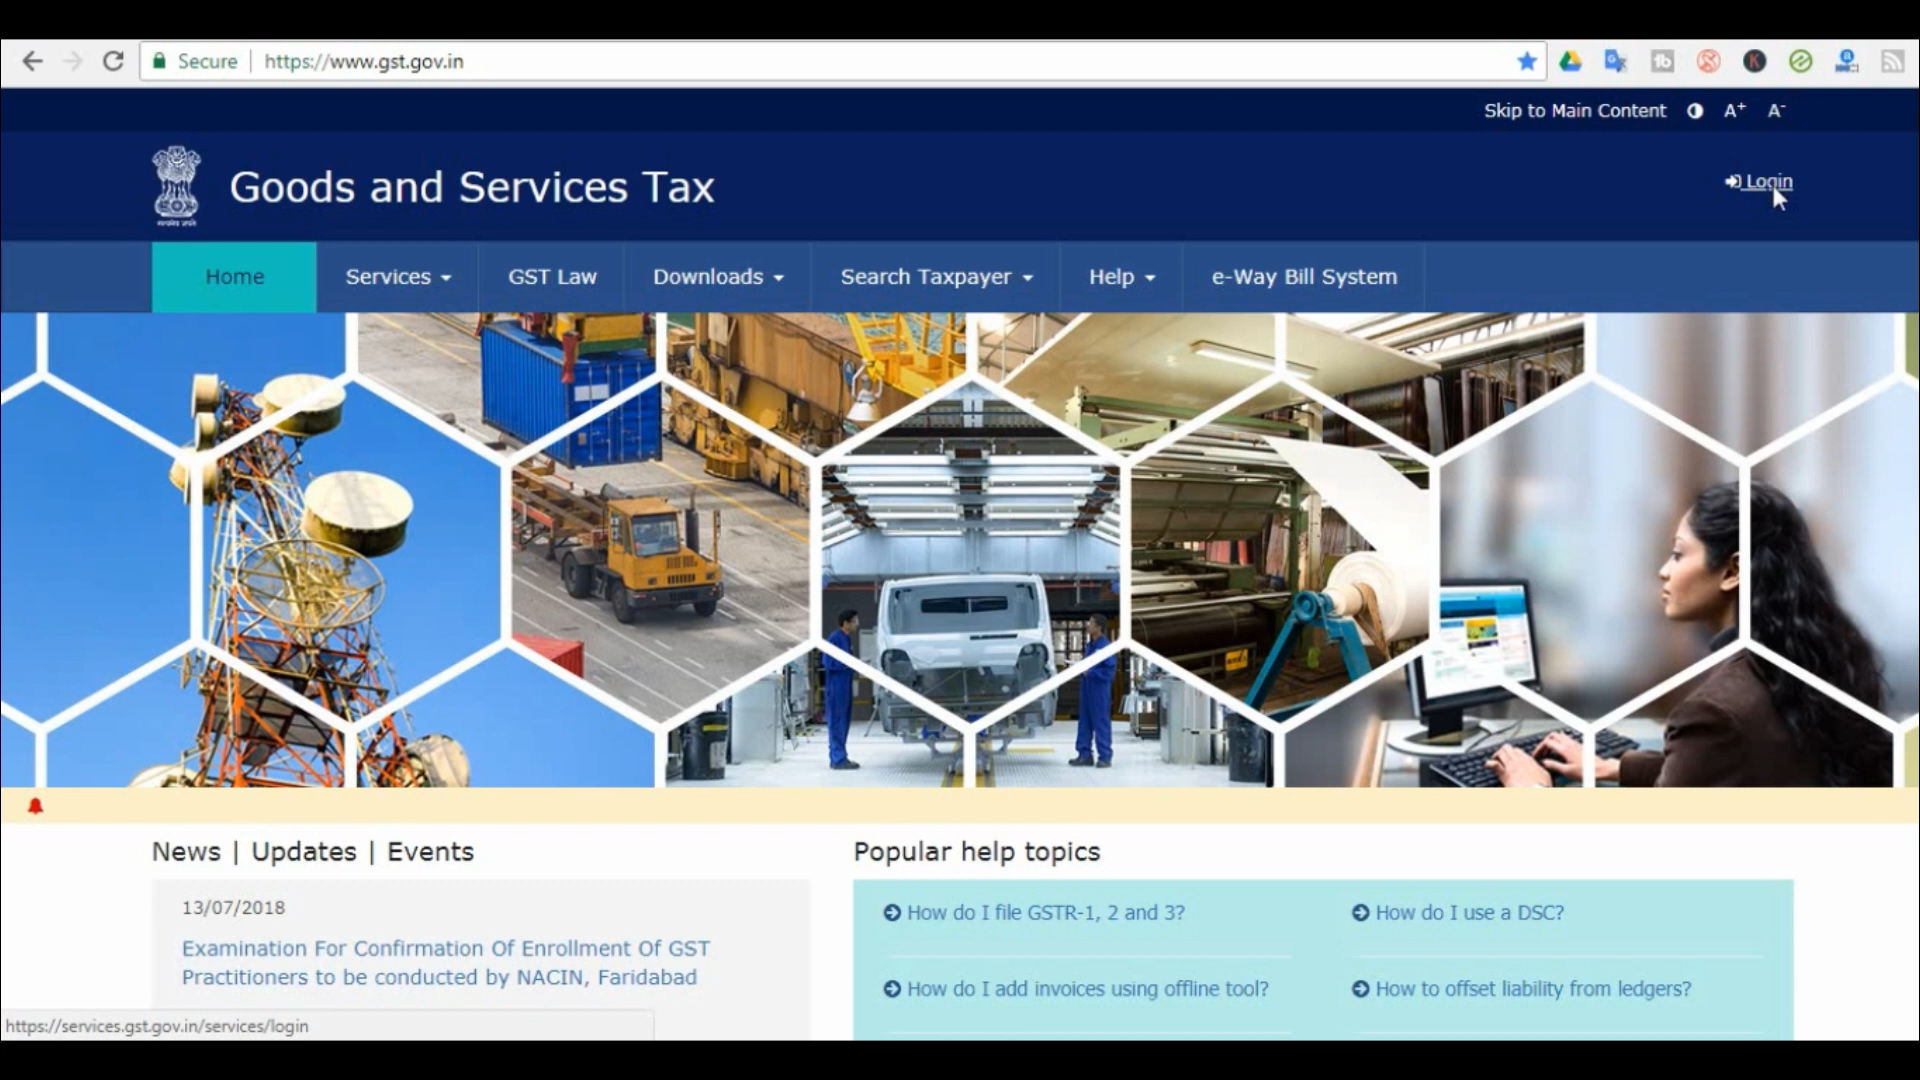 Secure | https://www.gst.gov.in
Skip to Main Content A+ A-
Goods and Services Tax
Login
Home Services GST Law Downloads Search Taxpayer Help e-Way Bill System
News | Updates | Events
13/07/2018
Examination For Confirmation Of Enrollment Of GST
Practitioners to be conducted by NACIN, Faridabad
Popular help topics
How do I file GSTR-1, 2 and 3?
How do I use a DSC?
How do I add invoices using offline tool?
How to offset liability from ledgers?
https://services.gst.gov.in/services/login